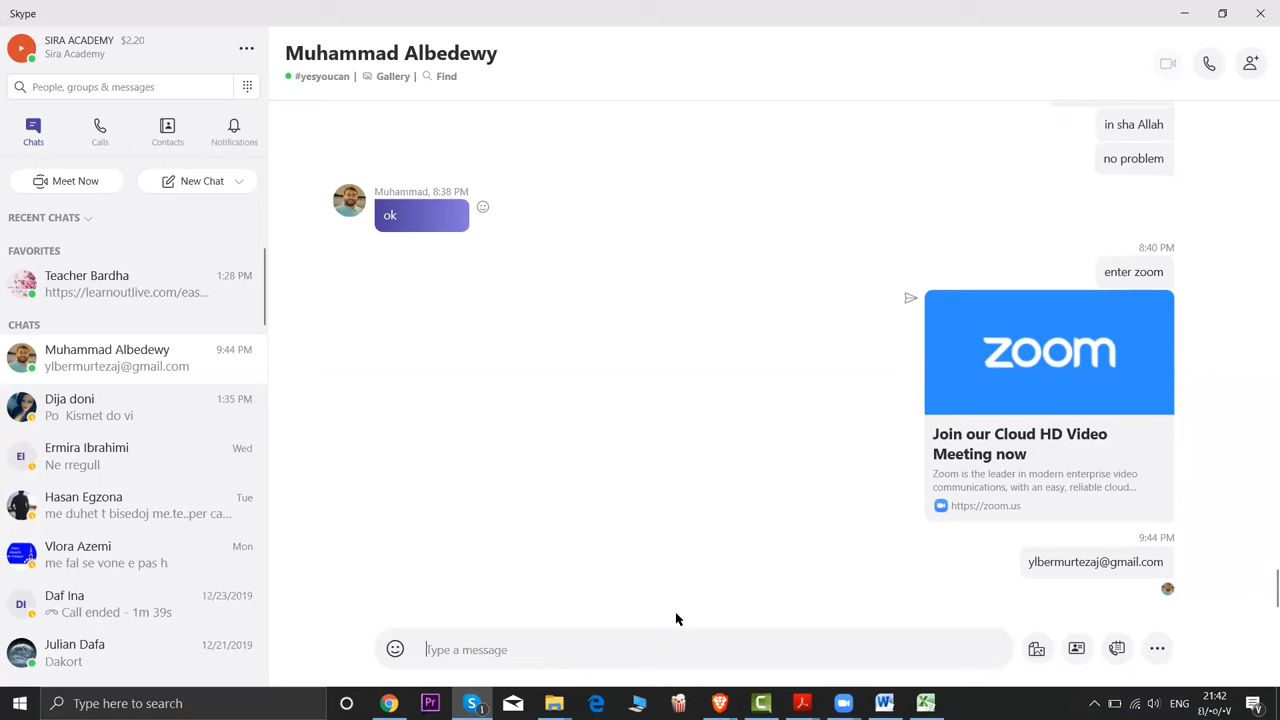 Skype
SIRA ACADEMY $2.20
Sira Academy
People, groups & messages
Chats
Calls
Contacts
Notifications
Meet Now
New Chat
RECENT CHATS
FAVORITES
Teacher Bardha 1:28 PM
https://learnoutlive.com/eas...
CHATS
Muhammad Albedewy 9:44 PM
ylbermurtezaj@gmail.com
Dija doni 1:35 PM
Po Kismet do vi
EI
Ermira Ibrahimi Wed
Ne rregull
Hasan Egzona Tue
me duhet t bisedoj me.te..per ca...
Vlora Azemi Mon
me fal se vone e pas h
DI
Daf Ina 12/23/2019
Call ended - 1m 39s
Julian Dafa 12/21/2019
Dakort
Muhammad Albedewy
#yesyoucan | Gallery | Find
in sha Allah
no problem
Muhammad, 8:38 PM
ok
8:40 PM
enter zoom
zoom
Join our Cloud HD Video
Meeting now
Zoom is the leader in modern enterprise video
communications, with an easy, reliable cloud...
https://zoom.us
9:44 PM
ylbermurtezaj@gmail.com
Type a message
Type here to search
Pr
1
ENG
21:42